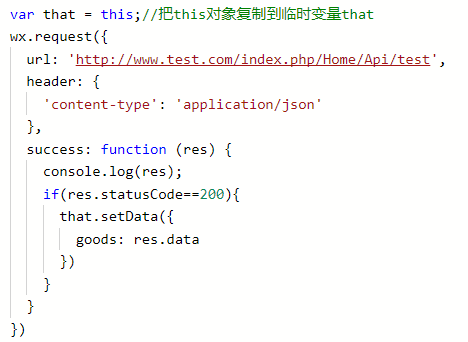 var that = this;//把this对象复制到临时变量that
wx.request({
  url: 'http://www.test.com/index.php/Home/Api/test',
  header: {
    'content-type': 'application/json'
  },
  success: function (res) {
    console.log(res);
    if(res.statusCode==200){
      that.setData({
        goods: res.data
      })
    }
  }
})